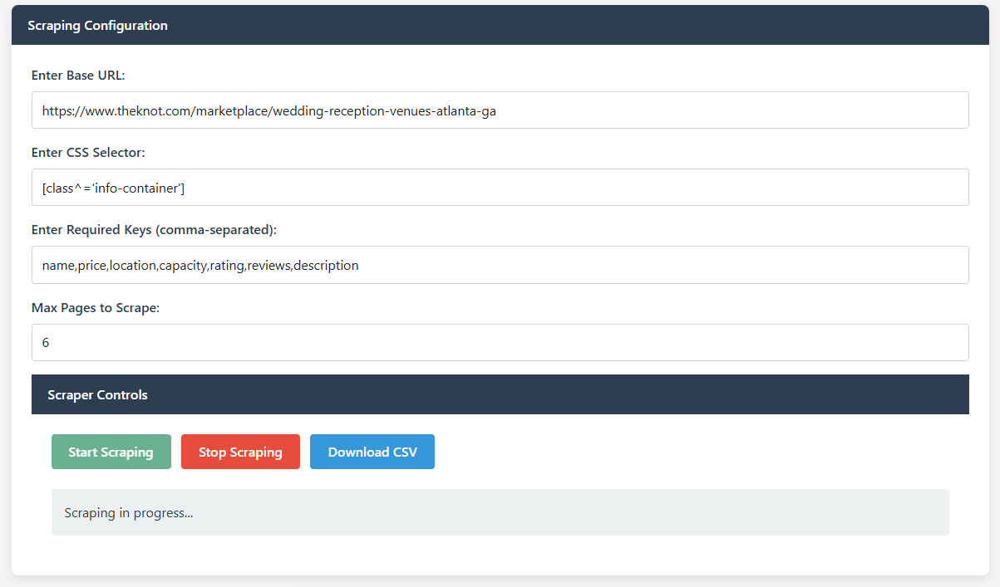 Scraping Configuration
Enter Base URL:
https://www.theknot.com/marketplace/wedding-reception-venues-atlanta-ga
Enter CSS Selector:
[class^='info-container']
Enter Required Keys (comma-separated):
name,price,location,capacity,rating,reviews,description
Max Pages to Scrape:
6
Scraper Controls
Start Scraping Stop Scraping Download CSV
Scraping in progress...